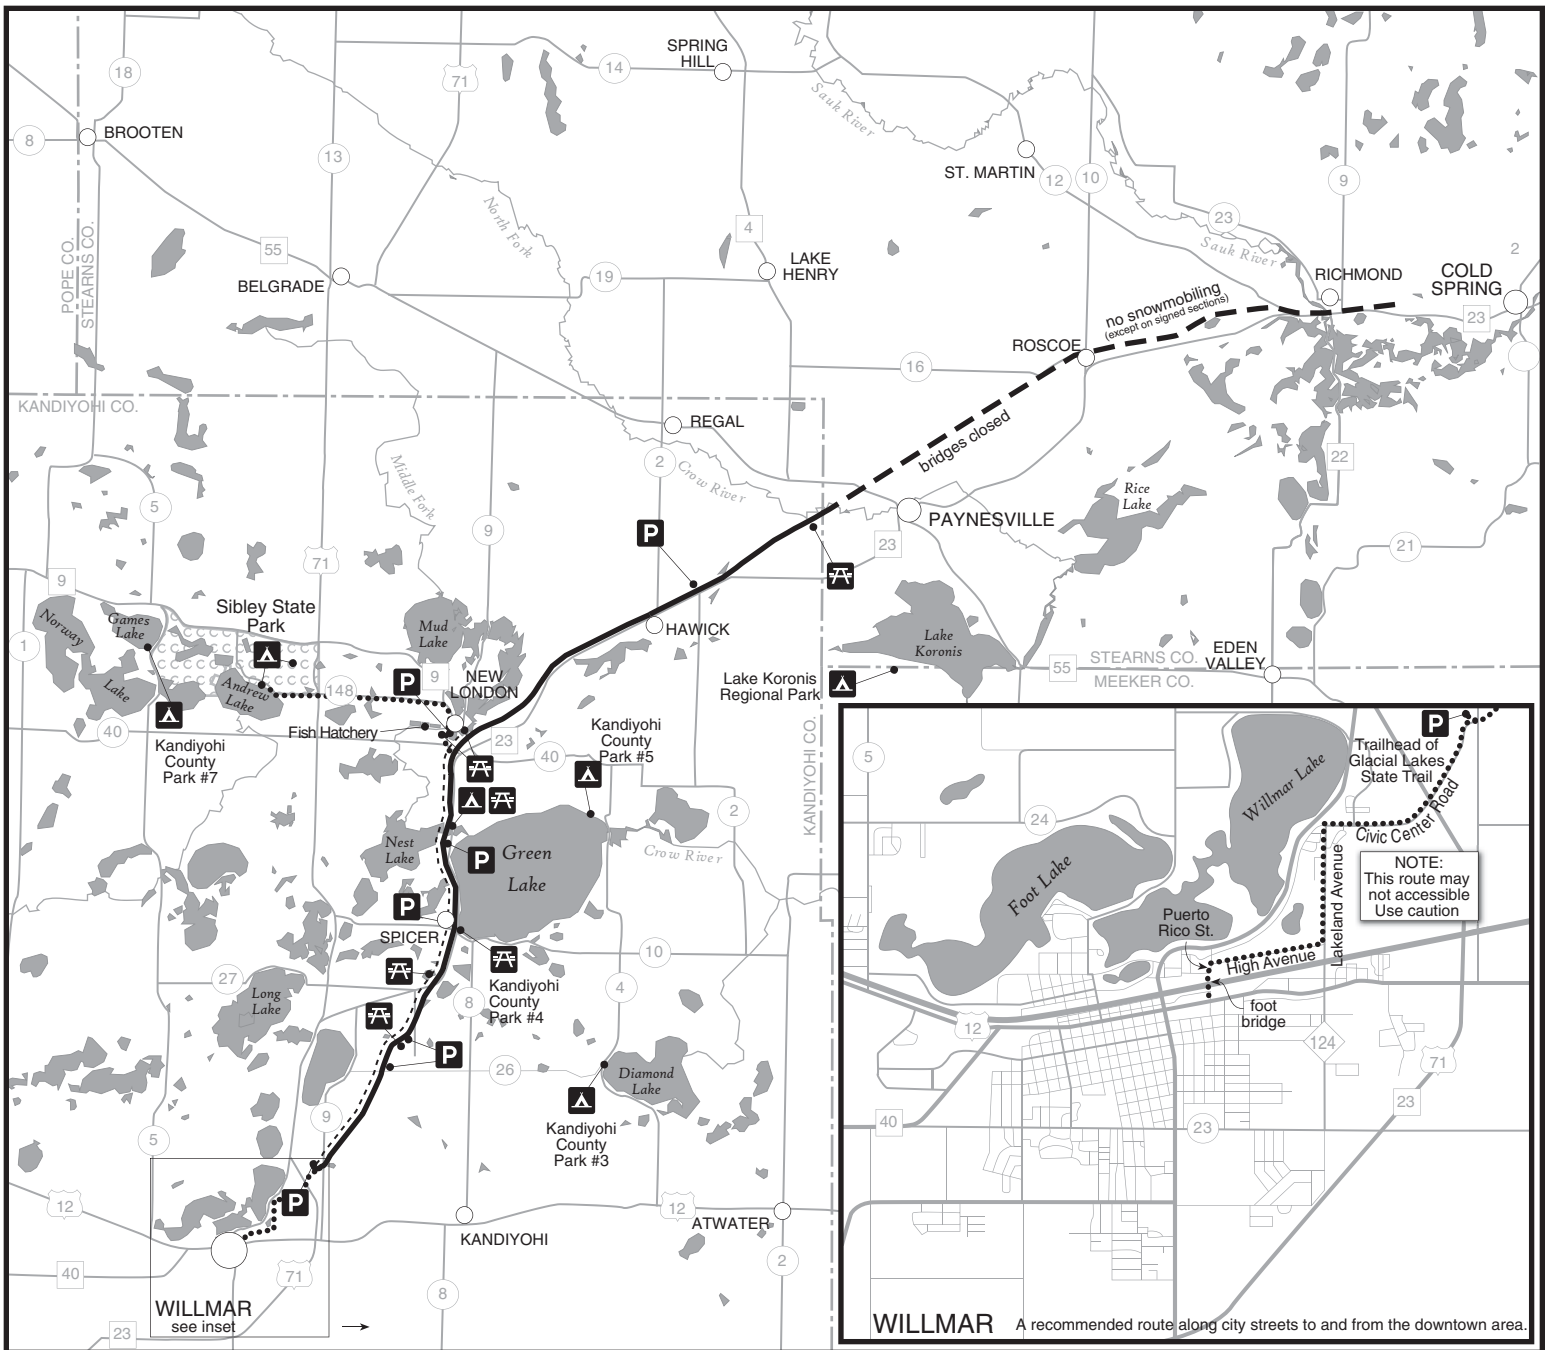 SPRING
HILL
14
18
71
Sauk
River
8
BROOTEN
13
ST. MARTIN
12
10
9
North Fork
23
Sauk River
POPE CO.
STEARNS CO.
55
4
2
LAKE
HENRY
19
BELGRADE
RICHMOND
COLD
SPRING
23
no snowmobiling
(except on signed sections)
ROSCOE
16
KANDIYOHI CO.
REGAL
bridges closed
2
Crow River
22
Middle Fork
Rice
Lake
5
9
PAYNESVILLE
P
23
21
71
9
Sibley State
Park
Norway
Lake
Games
Lake
Mud
Lake
HAWICK
Lake
Koronis
1
EDEN
VALLEY
55
STEARNS CO.
MEEKER CO.
Lake Koronis
Regional Park
Andrew
Lake
148
P
9
NEW
LONDON
Fish Hatchery
40
Kandiyohi
County
Park #7
23
40
Kandiyohi
County
Park #5
KANDIYOHI CO.
2
Nest
Lake
P
Green
Lake
Crow River
P
SPICER
10
27
Kandiyohi
County
Park #4
8
4
Long
Lake
P
26
Diamond
Lake
9
Kandiyohi
County
Park #3
5
12
P
12
ATWATER
KANDIYOHI
40
71
2
8
WILLMAR
see inset
23
5
P
Trailhead of
Glacial Lakes
State Trail
Willmar Lake
24
Civic Center Road
Foot Lake
NOTE:
This route may
not accessible
Use caution
Lakeland Avenue
Puerto
Rico St.
High Avenue
foot
bridge
12
124
71
23
40
23
WILLMAR
A recommended route along city streets to and from the downtown area.